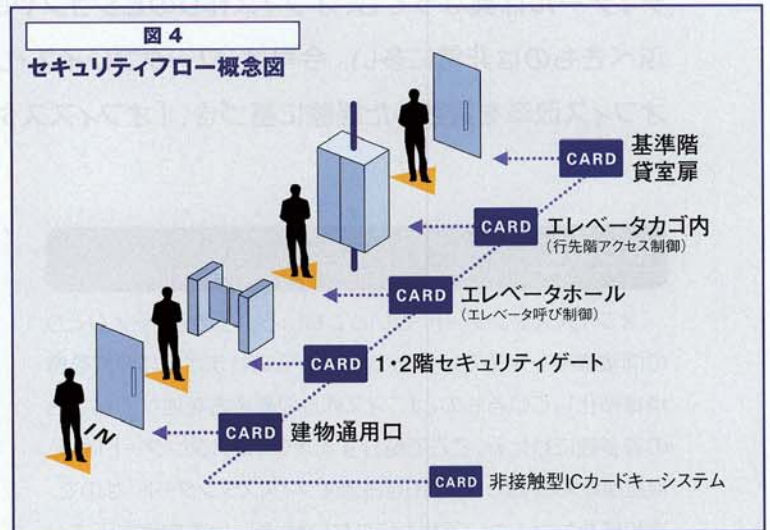 図4
セキュリティフロー概念図
CARD 基準階
貸室扉
CARD エレベータカゴ内
(行先階アクセス制御)
CARD エレベータホール
(エレベータ呼び制御)
CARD 1・2階セキュリティゲート
CARD 建物通用口
IN
CARD 非接触型ICカードキーシステム